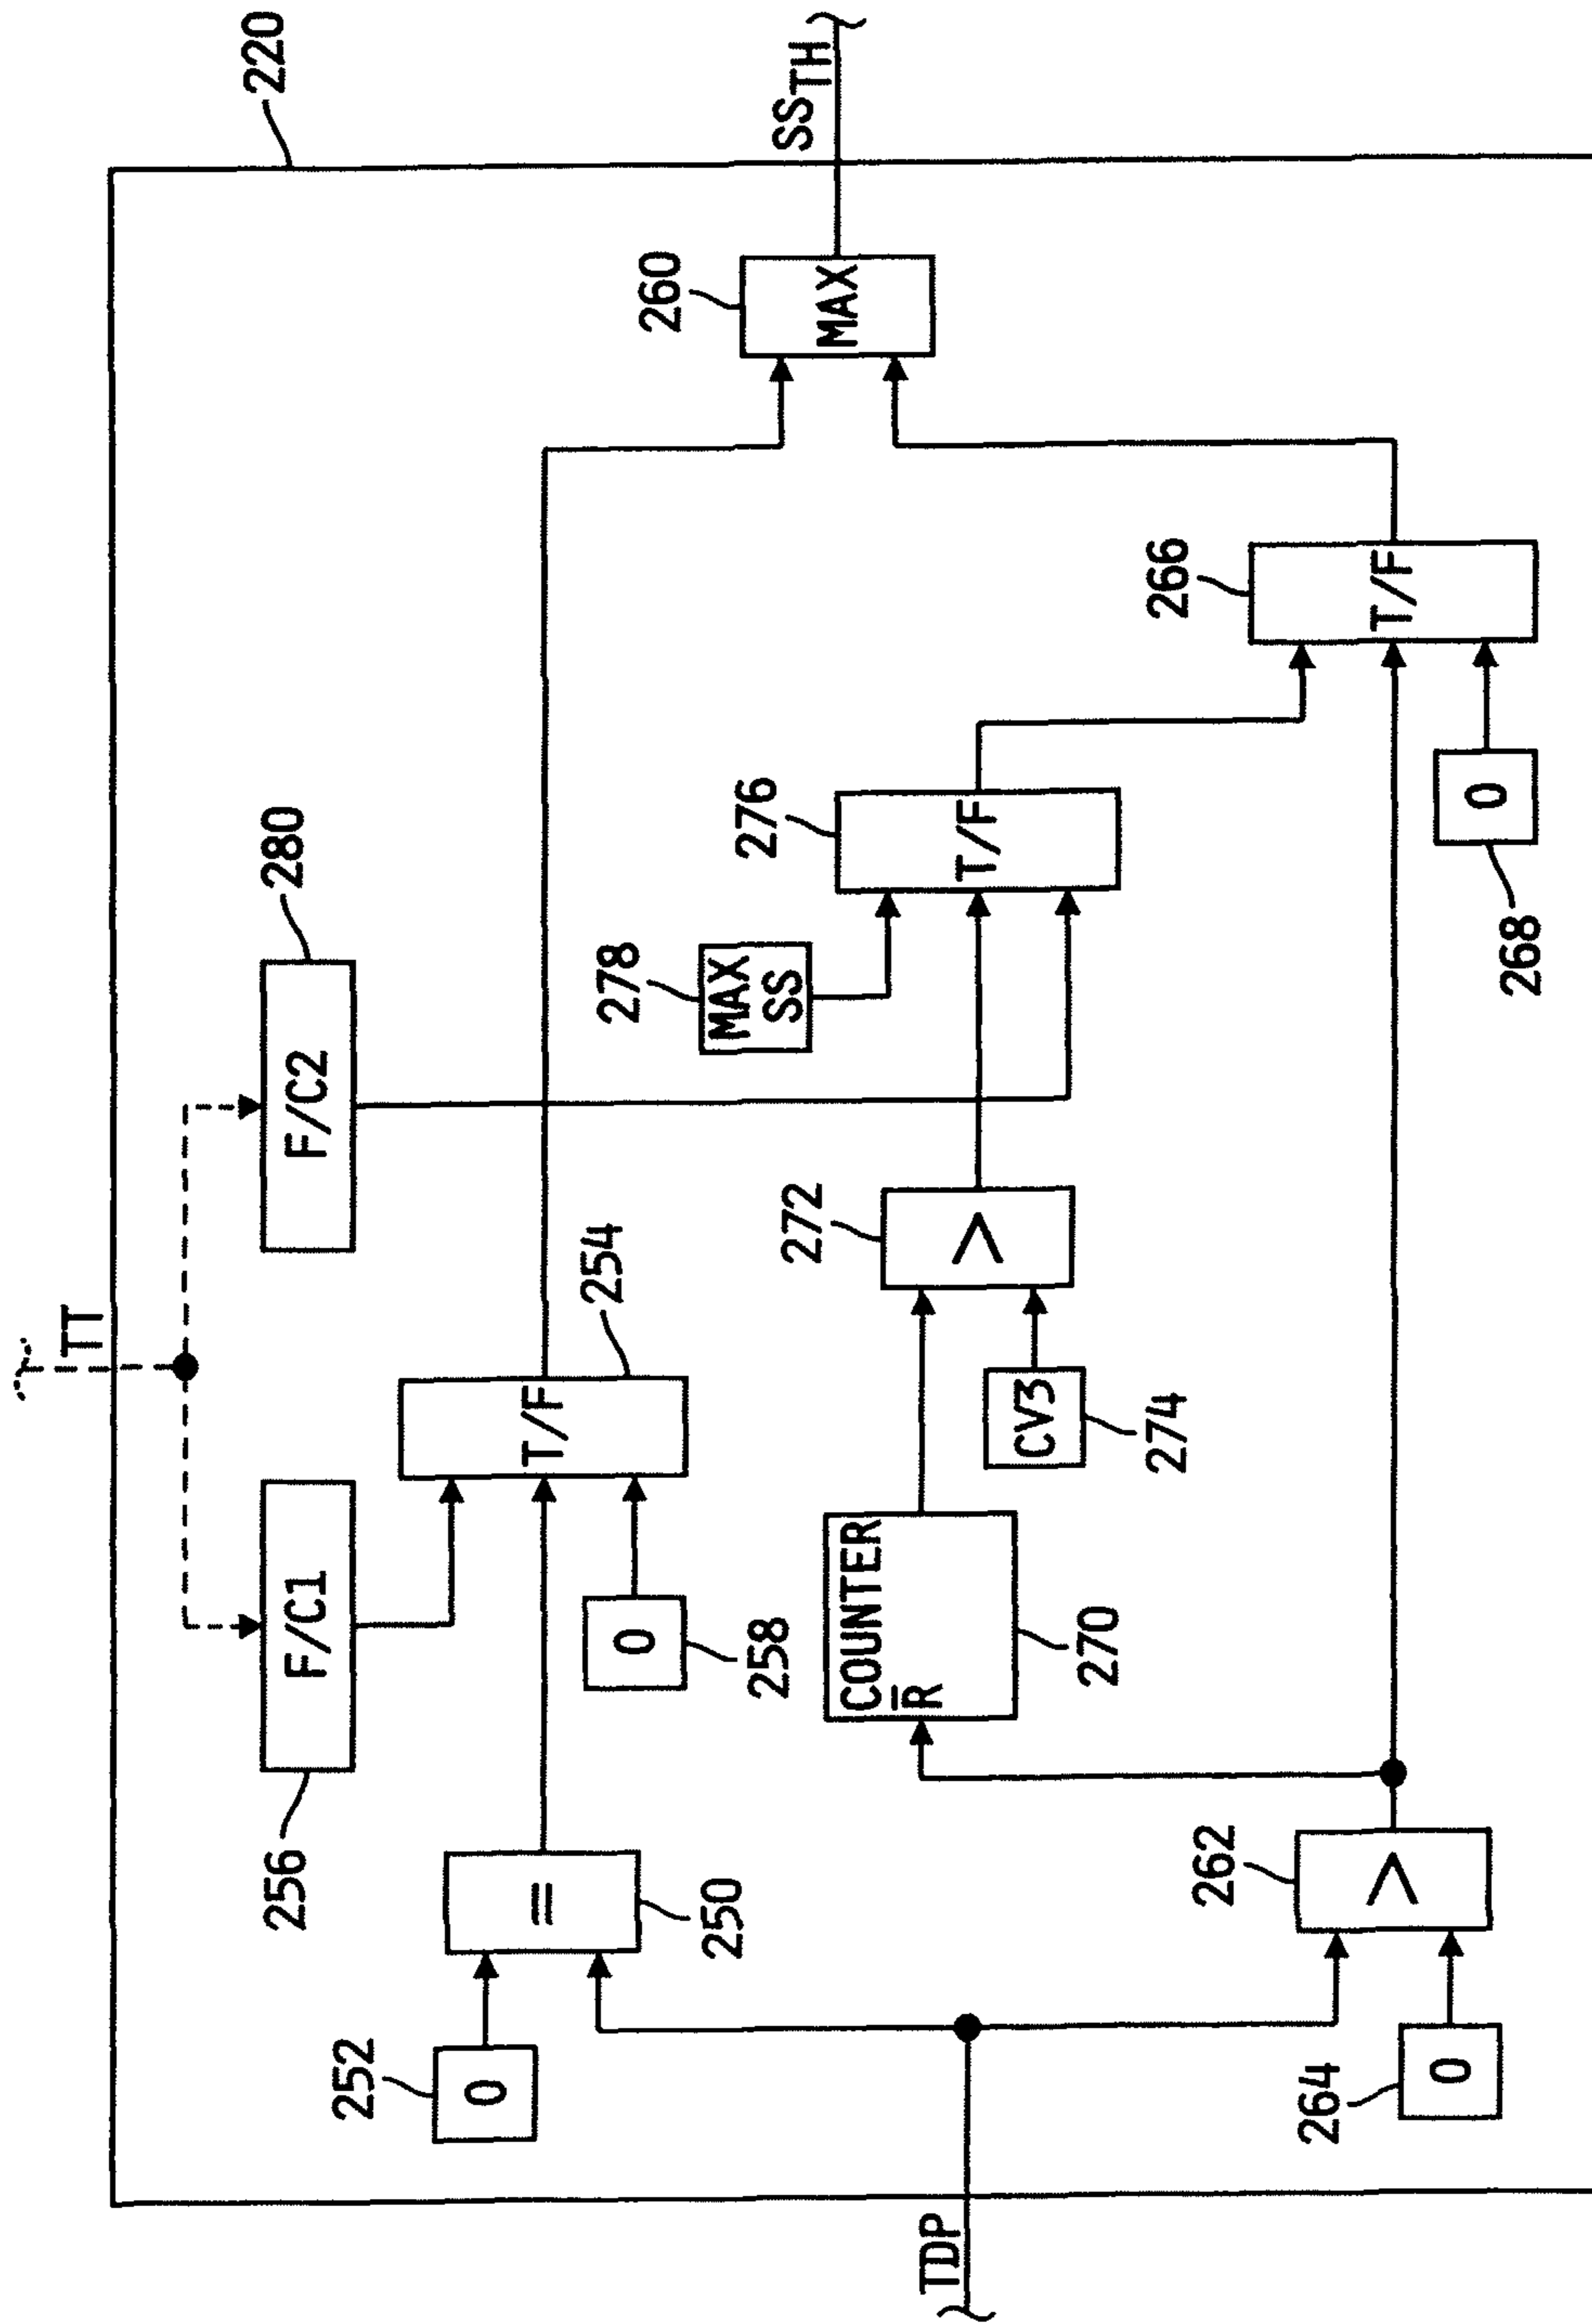 220
TT
256
F/C1
280
F/C2
252
0
=
250
T/F
254
0
258
278
MAX
SS
276
T/F
260
MAX
SS_TH
TDP
COUNTER
R̅
270
272
>
CV3
274
262
>
264
0
266
T/F
0
268